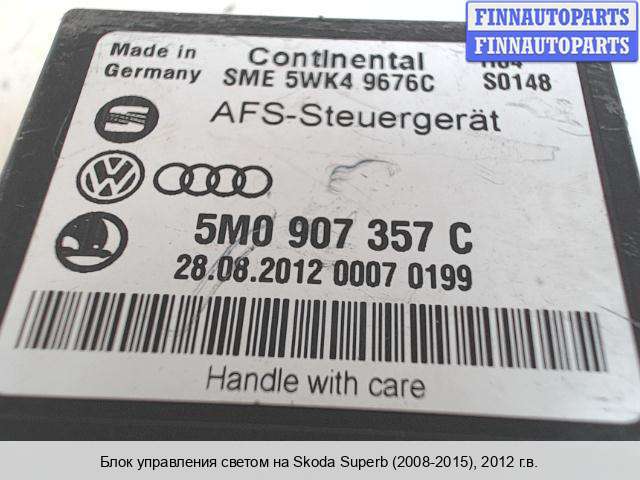 FINNAUTOPARTS
FINNAUTOPARTS
Made in
Germany
Continental
SME 5WK4 9676C
S0148
AFS-Steuergerät
5M0 907 357 C
28.08.2012 0007 0199
Handle with care
Блок управления светом на Skoda Superb (2008-2015), 2012 г.в.